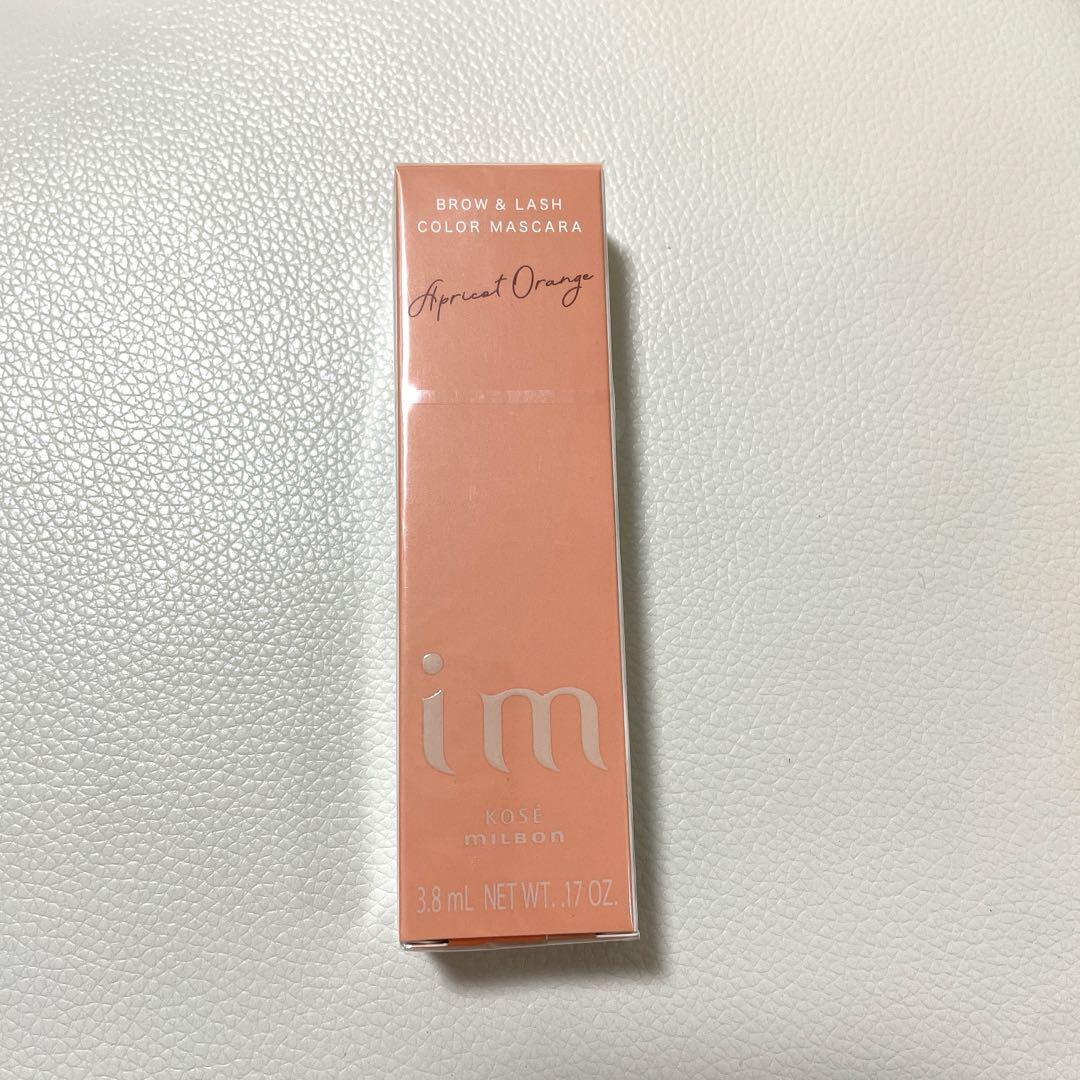 BROW & LASH
COLOR MASCARA
Apricot Orange
im
KOSÉ
MILBON
3.8 mL NET WT. .17 OZ.